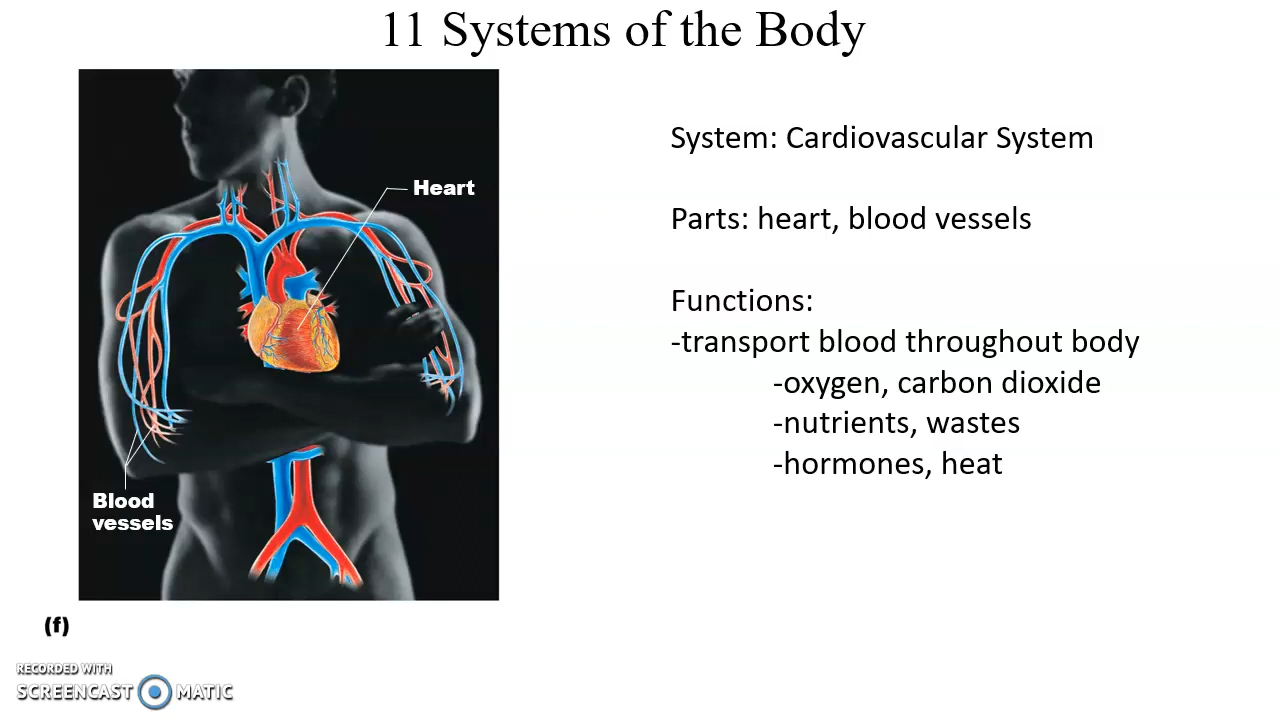 11 Systems of the Body
Heart
Blood
vessels
(f)
System: Cardiovascular System
Parts: heart, blood vessels
Functions:
-transport blood throughout body
-oxygen, carbon dioxide
-nutrients, wastes
-hormones, heat
RECORDED WITH
SCREENCAST MATIC